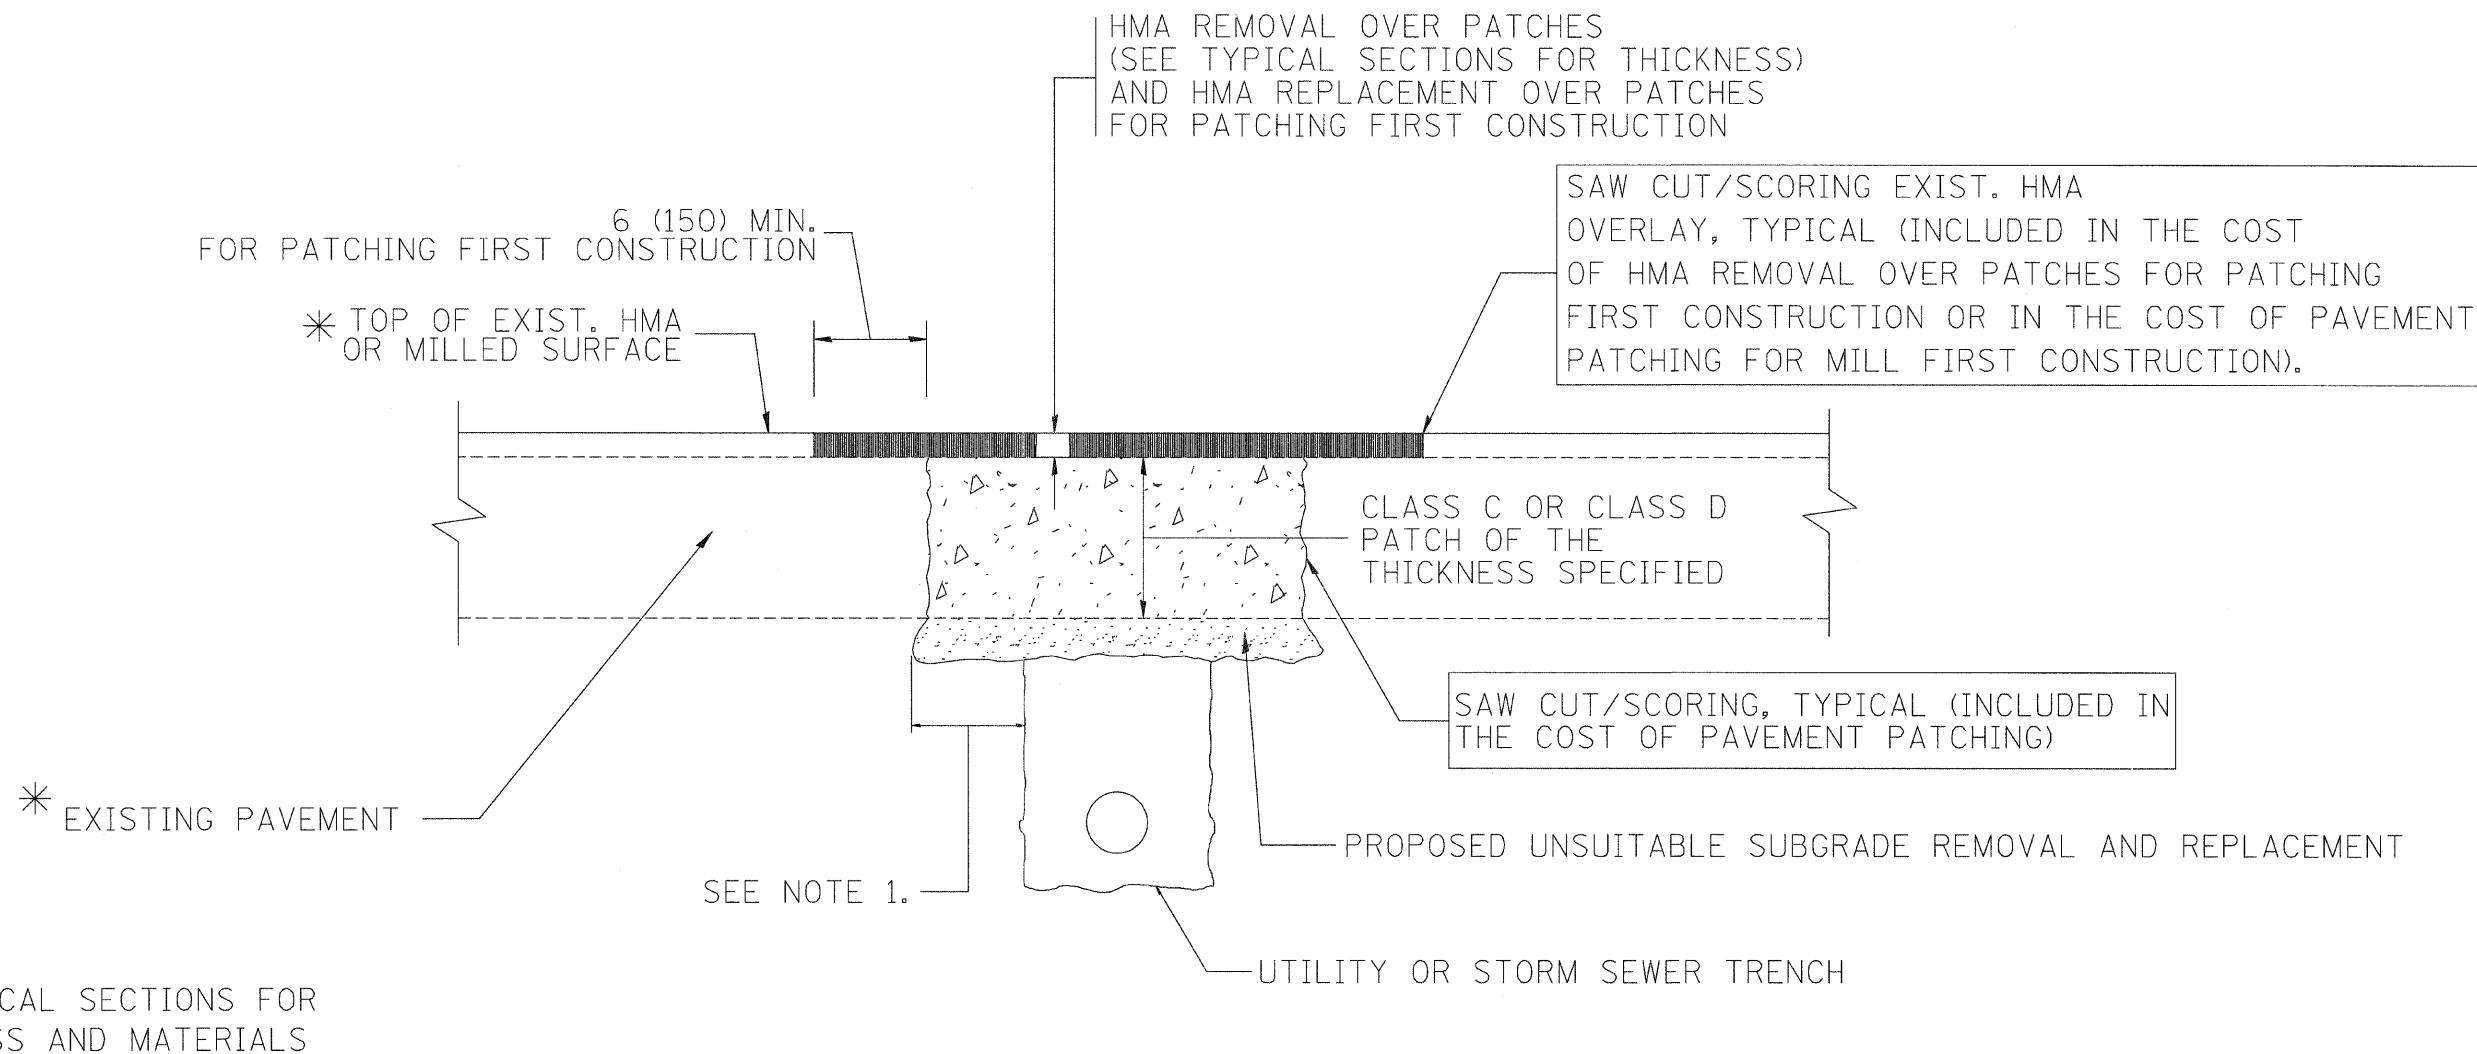 HMA REMOVAL OVER PATCHES
(SEE TYPICAL SECTIONS FOR THICKNESS)
AND HMA REPLACEMENT OVER PATCHES
FOR PATCHING FIRST CONSTRUCTION
SAW CUT/SCORING EXIST. HMA
OVERLAY, TYPICAL (INCLUDED IN THE COST
OF HMA REMOVAL OVER PATCHES FOR PATCHING
FIRST CONSTRUCTION OR IN THE COST OF PAVEMENT
PATCHING FOR MILL FIRST CONSTRUCTION).
6 (150) MIN.
FOR PATCHING FIRST CONSTRUCTION
* TOP OF EXIST. HMA
OR MILLED SURFACE
CLASS C OR CLASS D
PATCH OF THE
THICKNESS SPECIFIED
SAW CUT/SCORING, TYPICAL (INCLUDED IN
THE COST OF PAVEMENT PATCHING)
* EXISTING PAVEMENT
PROPOSED UNSUITABLE SUBGRADE REMOVAL AND REPLACEMENT
SEE NOTE 1.
UTILITY OR STORM SEWER TRENCH
CAL SECTIONS FOR
SS AND MATERIALS